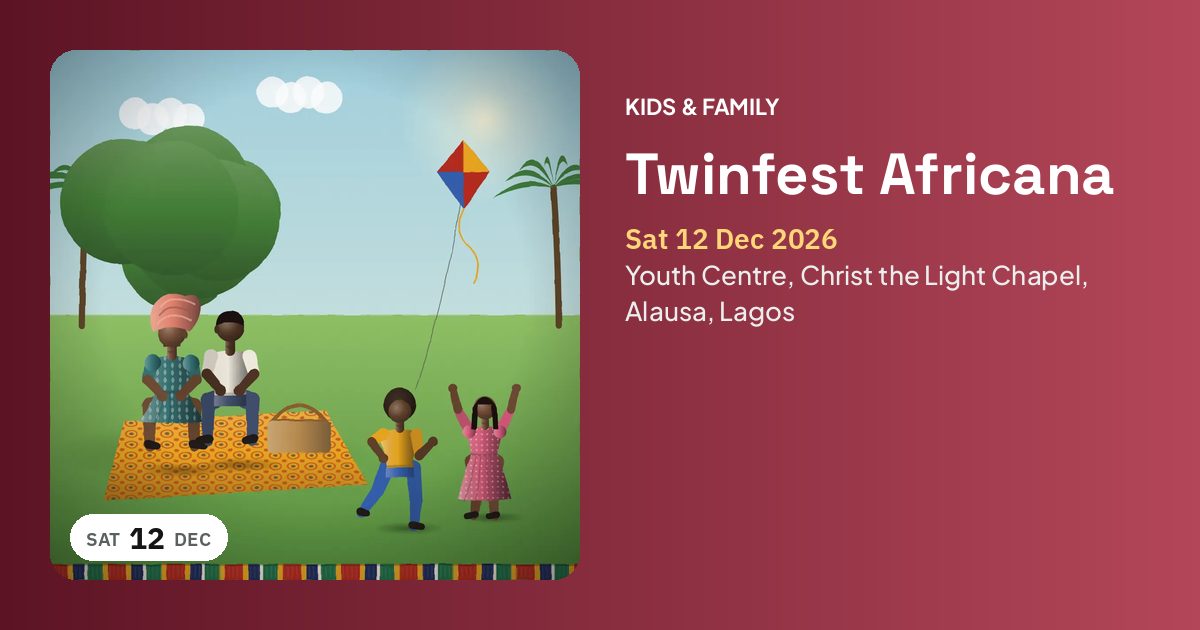 KIDS & FAMILY
Twinfest Africana
Sat 12 Dec 2026
Youth Centre, Christ the Light Chapel,
Alausa, Lagos
SAT 12 DEC